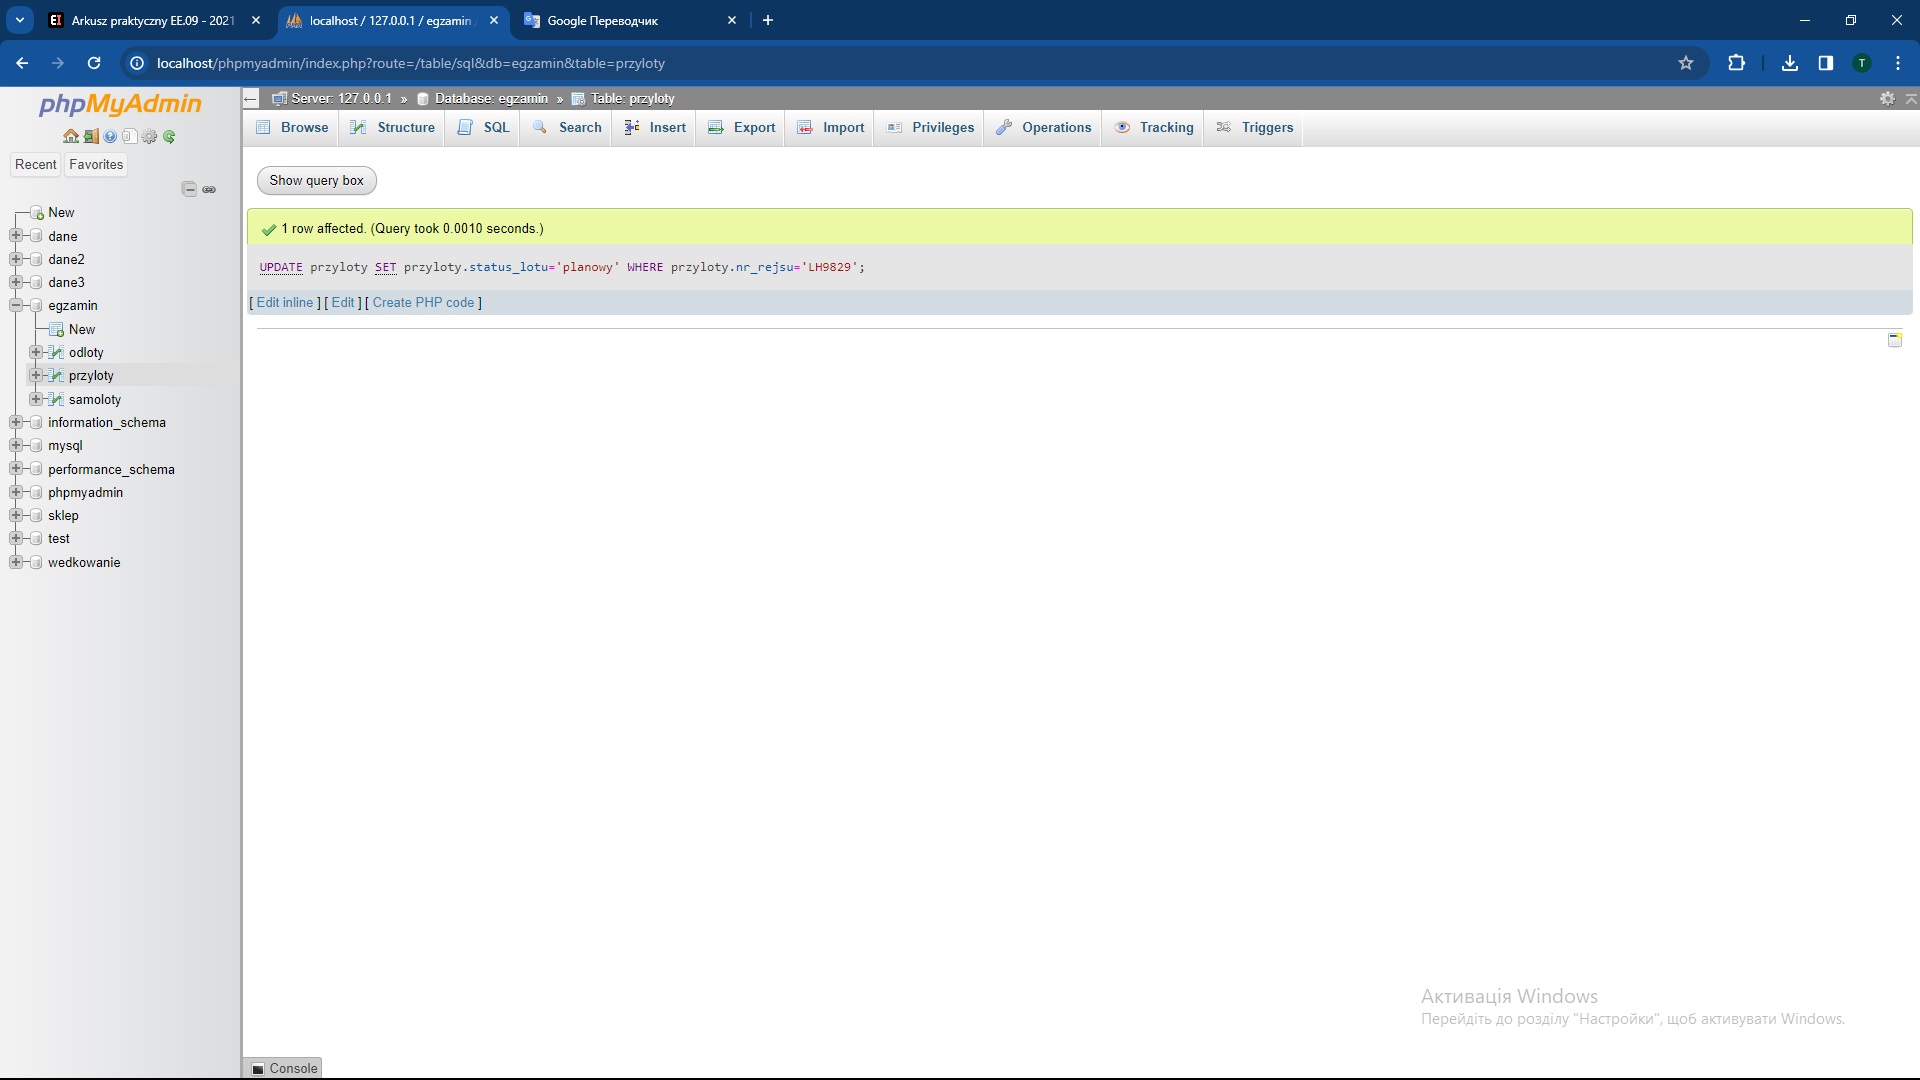 Arkusz praktyczny EE.09 - 2021
localhost / 127.0.0.1 / egzamin
Google Переводчик
localhost/phpmyadmin/index.php?route=/table/sql&db=egzamin&table=przyloty
T
phpMyAdmin
Recent
Favorites
New
dane
dane2
dane3
egzamin
New
odloty
przyloty
samoloty
information_schema
mysql
performance_schema
phpmyadmin
sklep
test
wedkowanie
Server: 127.0.0.1 » Database: egzamin » Table: przyloty
Browse Structure SQL Search Insert Export Import Privileges Operations Tracking Triggers
Show query box
1 row affected. (Query took 0.0010 seconds.)
UPDATE przyloty SET przyloty.status_lotu='planowy' WHERE przyloty.nr_rejsu='LH9829';
[ Edit inline ] [ Edit ] [ Create PHP code ]
Активація Windows
Перейдіть до розділу "Настройки", щоб активувати Windows.
Console